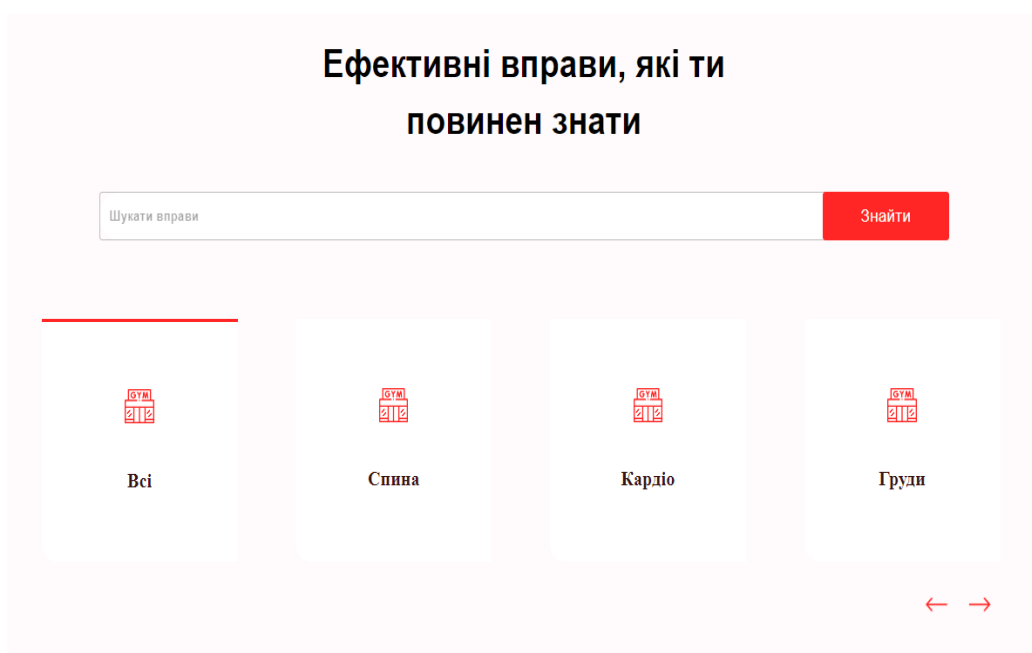 Ефективні вправи, які ти
повинен знати
Шукати вправи
Знайти
GYM
GYM
GYM
GYM
Всі
Спина
Кардіо
Груди